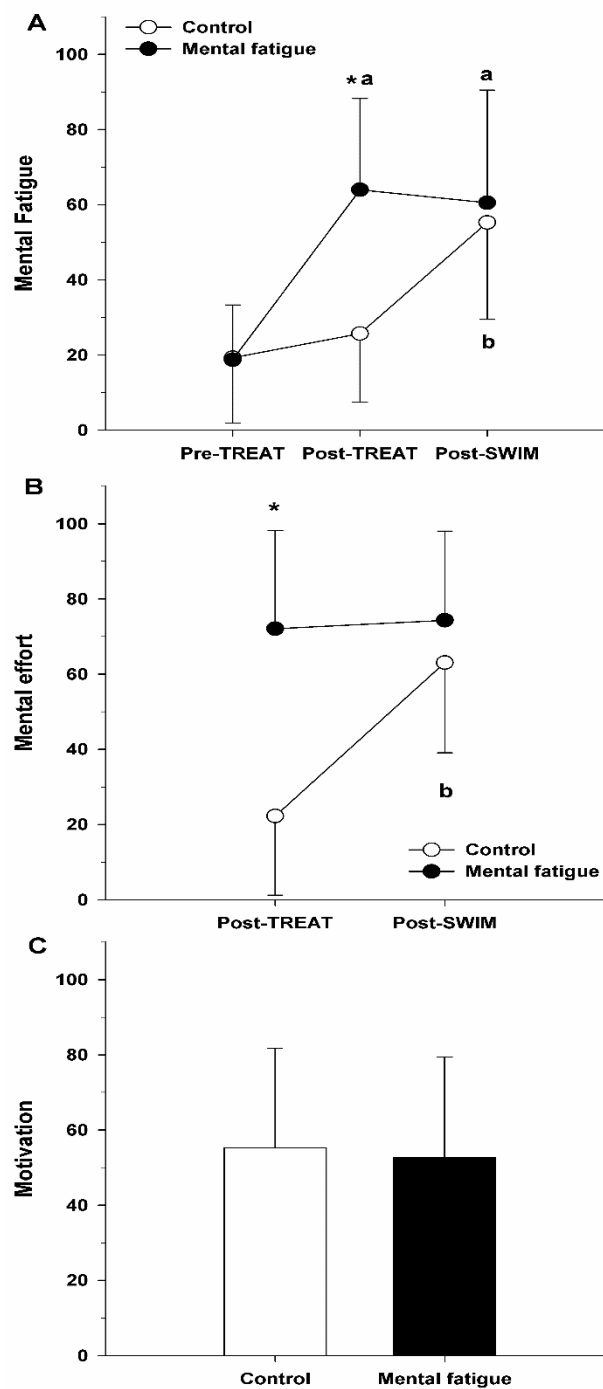 A
Control
Mental fatigue
100
80
60
40
20
0
Mental Fatigue
* a
a
b
Pre-TREAT Post-TREAT Post-SWIM
B
100
80
60
40
20
0
Mental effort
*
b
Control
Mental fatigue
Post-TREAT Post-SWIM
C
100
80
60
40
20
0
Motivation
Control Mental fatigue